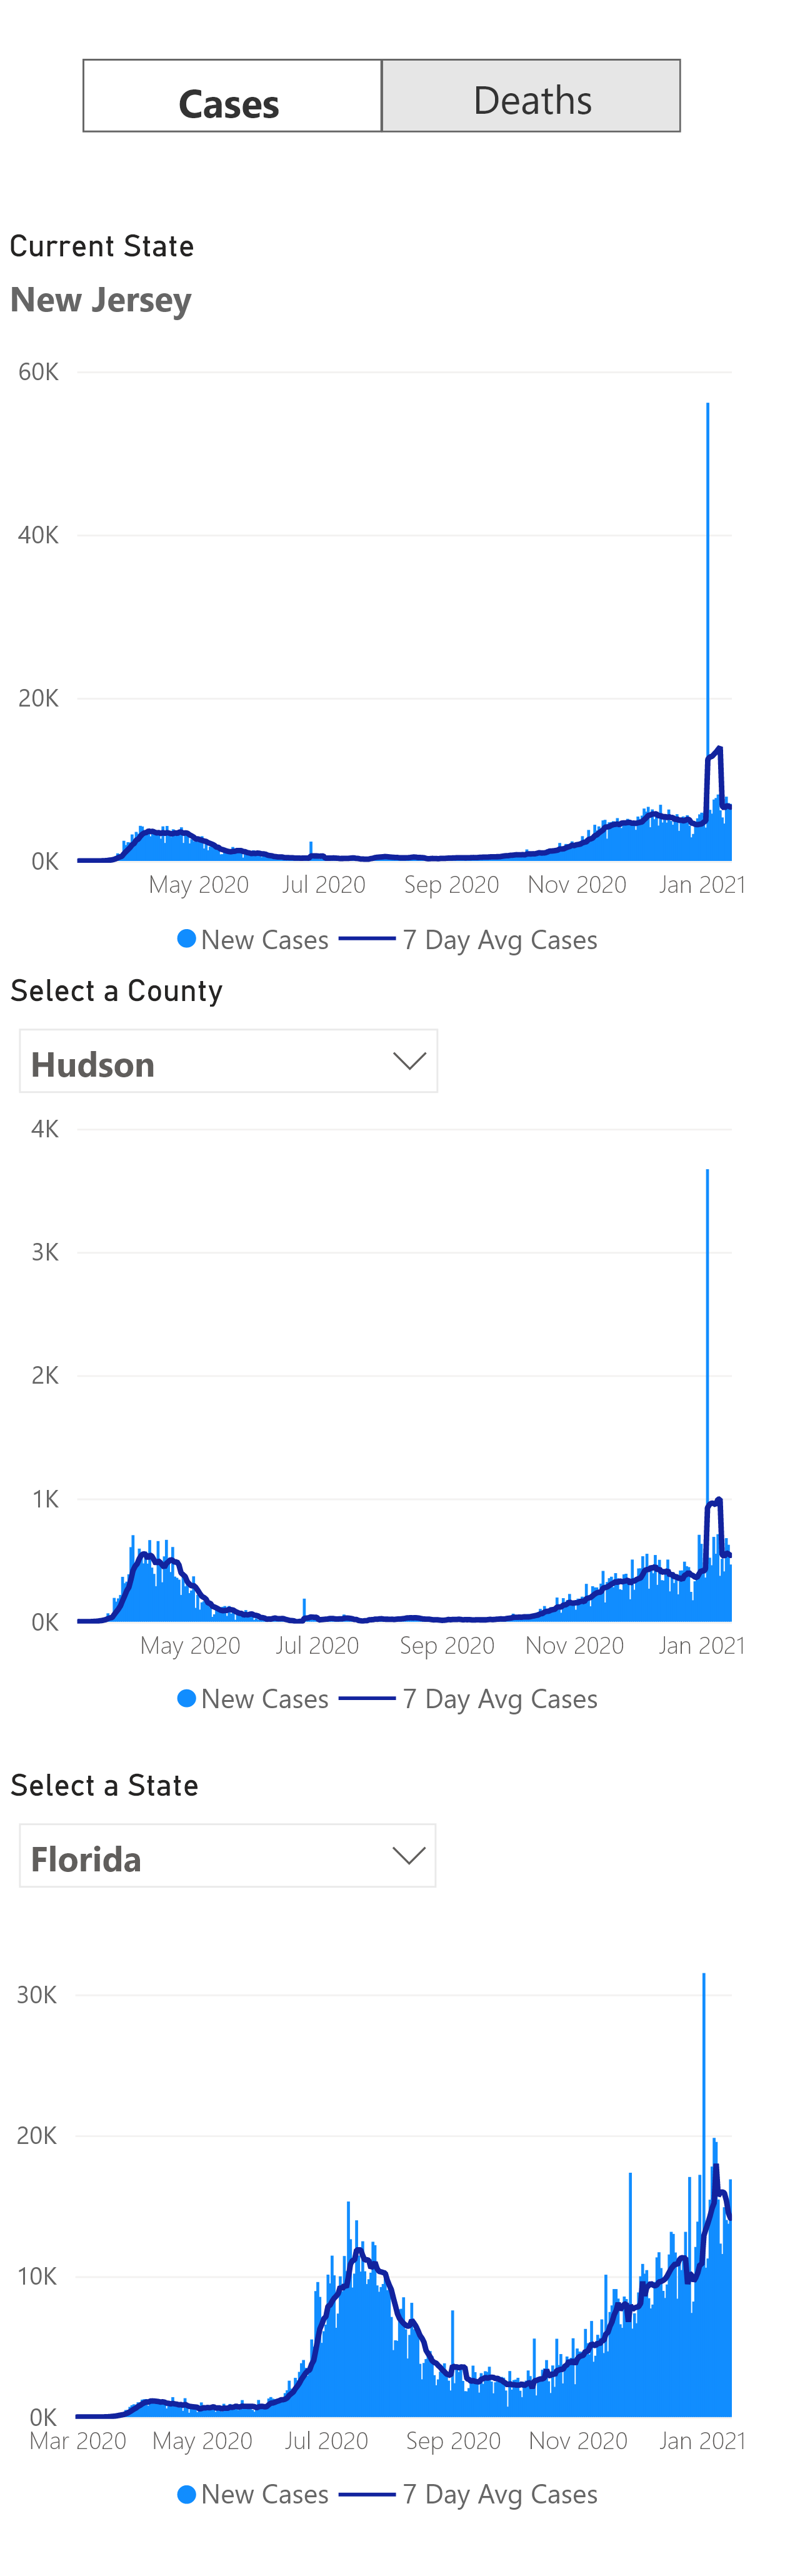 Cases Deaths
Current State
New Jersey
60K
40K
20K
0K
May 2020 Jul 2020 Sep 2020 Nov 2020 Jan 2021
New Cases 7 Day Avg Cases
Select a County
Hudson
4K
3K
2K
1K
0K
May 2020 Jul 2020 Sep 2020 Nov 2020 Jan 2021
New Cases 7 Day Avg Cases
Select a State
Florida
30K
20K
10K
0K
Mar 2020 May 2020 Jul 2020 Sep 2020 Nov 2020 Jan 2021
New Cases 7 Day Avg Cases